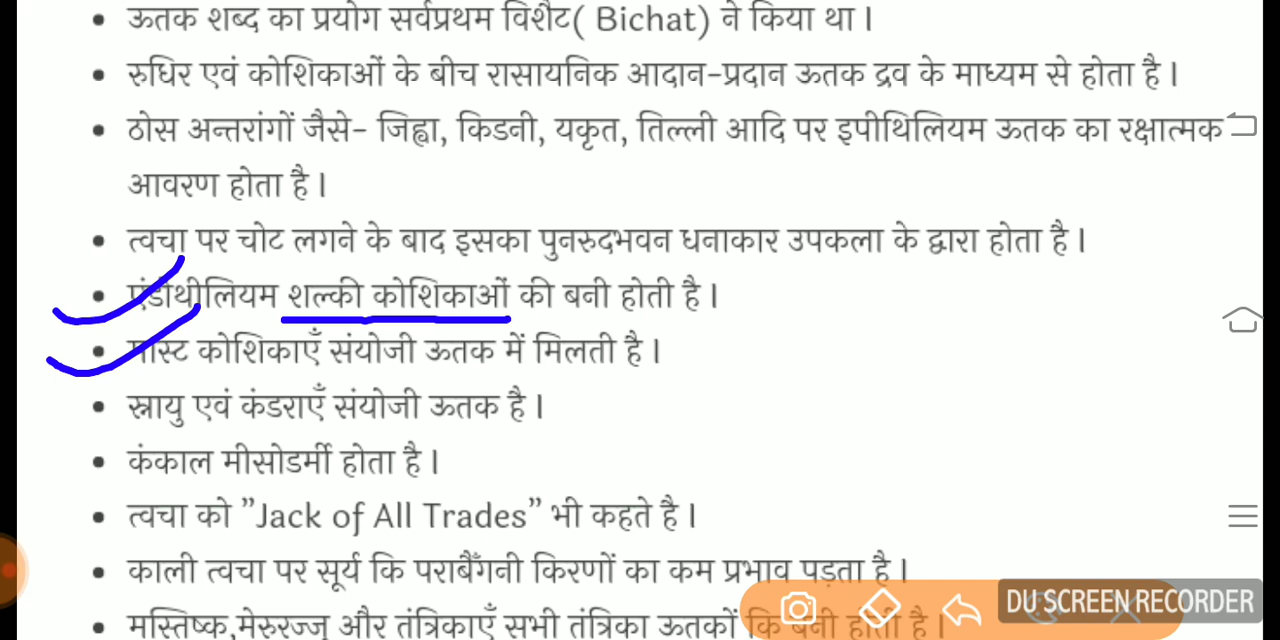 • ऊतक शब्द का प्रयोग सर्वप्रथम विशैट( Bichat) ने किया था।
• रुधिर एवं कोशिकाओं के बीच रासायनिक आदान-प्रदान ऊतक द्रव के माध्यम से होता है।
• ठोस अन्तरांगों जैसे- जिह्वा, किडनी, यकृत, तिल्ली आदि पर इपीथिलियम ऊतक का रक्षात्मक
आवरण होता है।
• त्वचा पर चोट लगने के बाद इसका पुनरुदभवन धनाकार उपकला के द्वारा होता है।
• एंडीथीलियम शल्की कोशिकाओं की बनी होती है।
• मास्ट कोशिकाएँ संयोजी ऊतक में मिलती है।
• स्नायु एवं कंडराएँ संयोजी ऊतक है।
• कंकाल मीसोडर्मी होता है।
• त्वचा को ”Jack of All Trades” भी कहते है।
• काली त्वचा पर सूर्य कि पराबैँगनी किरणों का कम प्रभाव पड़ता है।
• मस्तिष्क,मेरुरज्जु और तंत्रिकाएँ सभी तंत्रिका ऊतकों कि बनी होती है।
DU SCREEN RECORDER